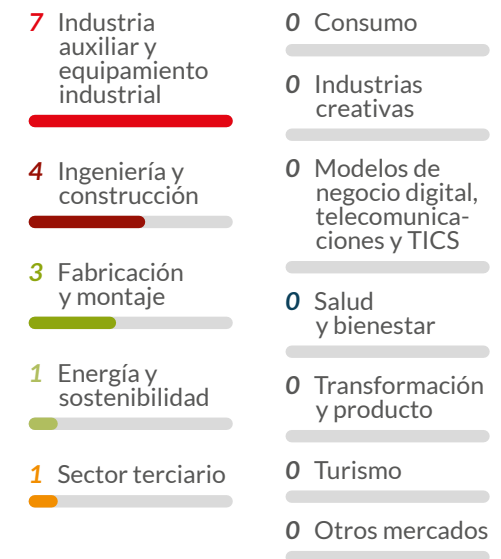 7 Industria
auxiliar y
equipamiento
industrial
4 Ingeniería y
construcción
3 Fabricación
y montaje
1 Energía y
sostenibilidad
1 Sector terciario
0 Consumo
0 Industrias
creativas
0 Modelos de
negocio digital,
telecomunica-
ciones y TICS
0 Salud
y bienestar
0 Transformación
y producto
0 Turismo
0 Otros mercados